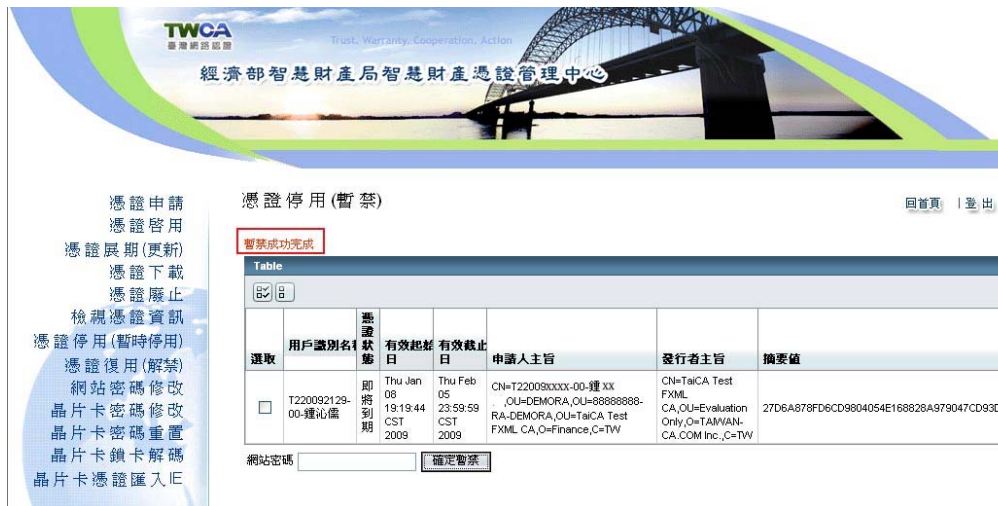 TWCA
臺灣網路認證
Trust, Warranty, Cooperation, Action
經濟部智慧財產局智慧財產憑證管理中心
憑證申請
憑證啓用
憑證展期(更新)
憑證下載
憑證廢止
檢視憑證資訊
憑證停用(暫時停用)
憑證復用(解禁)
網站密碼修改
晶片卡密碼修改
晶片卡密碼重置
晶片卡鎖卡解碼
晶片卡憑證匯入IE
憑證停用(暫禁)
回首頁 | 登出
暫禁成功完成
Table
選取
用戶識別名稱
憑證狀態
有效起始日
有效截止日
申請人主旨
發行者主旨
摘要值
T220092129-
00-鍾沁儒
即將到期
Thu Jan
08
19:19:44
CST
2009
Thu Feb
05
23:59:59
CST
2009
CN=T22009XXXX-00-鍾XX
,OU=DEMORA,OU=88888888-
RA-DEMORA,OU=TaiCA Test
FXML CA,O=Finance,C=TW
CN=TaiCA Test
FXML
CA,OU=Evaluation
Only,O=TAIWAN-
CA.COM Inc.,C=TW
27D6A878FD6CD9804054E168828A979047CD93D
網站密碼
確定暫禁